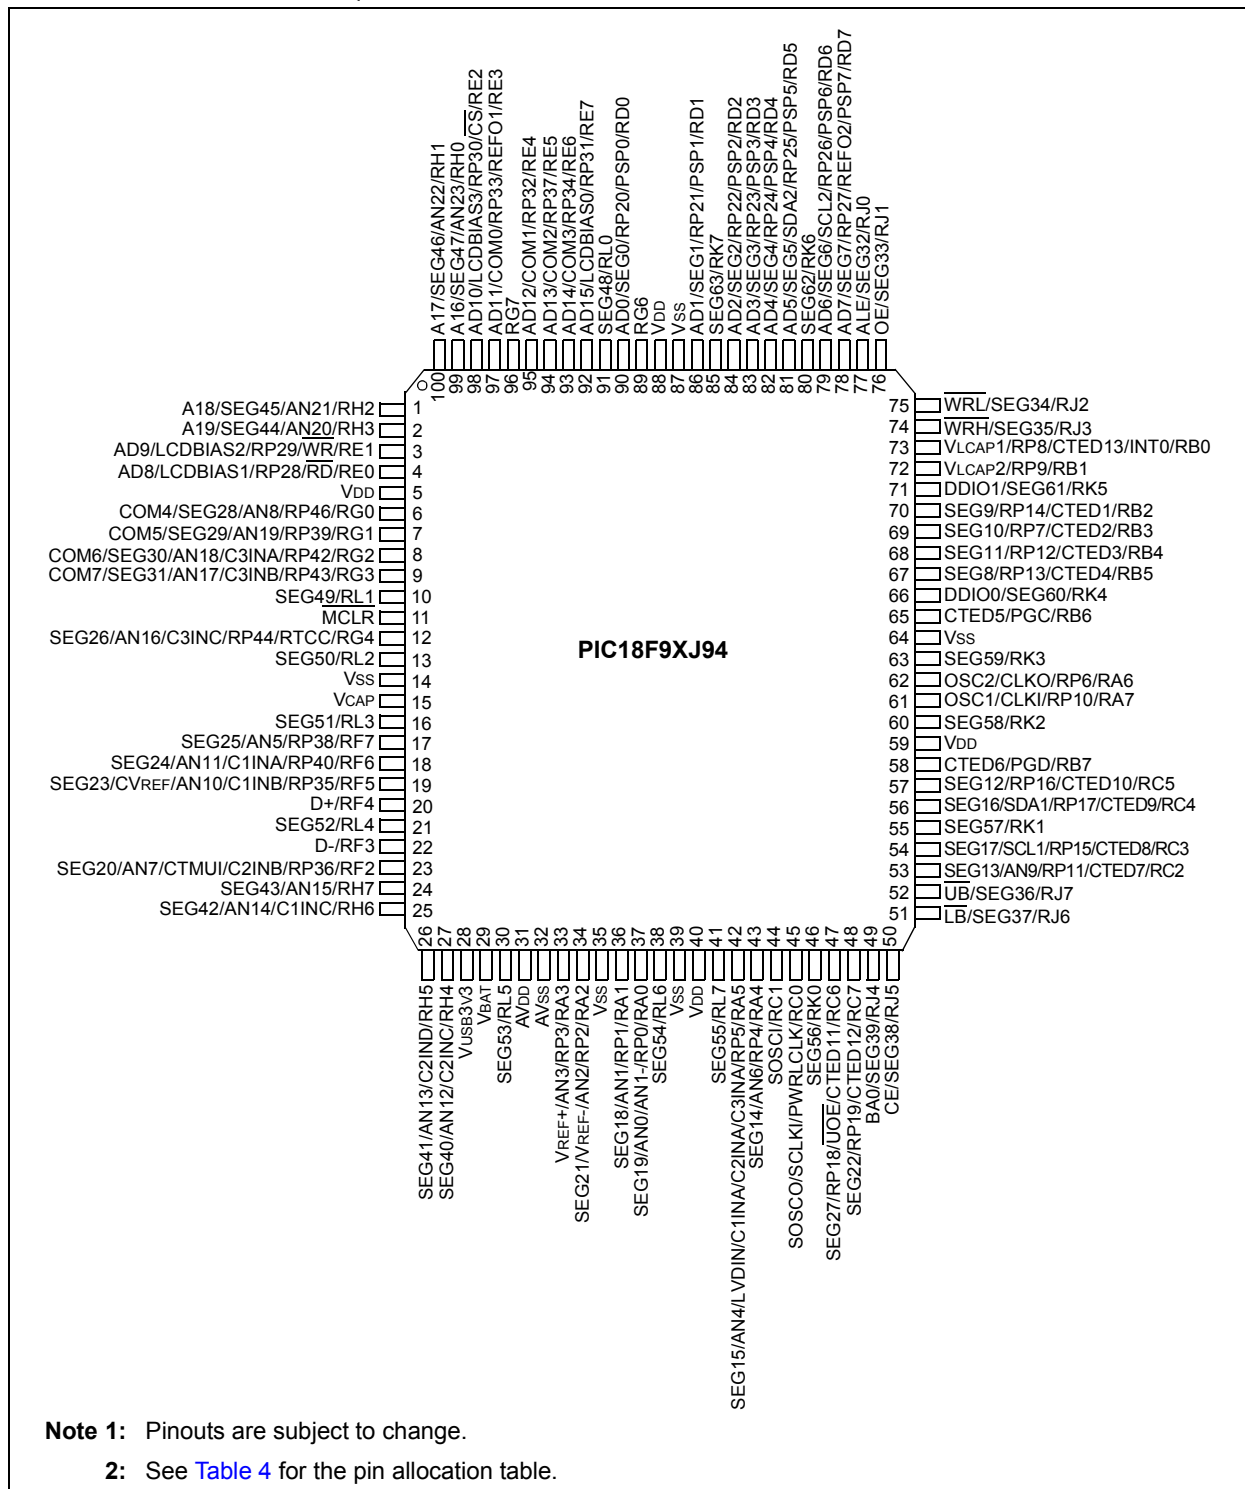 A17/SEG46/AN22/RH1
A16/SEG47/AN23/RH0
AD10/LCDBIAS3/RP30/CS/RE2
AD11/COM0/RP33/REFO1/RE3
RG7
AD12/COM1/RP32/RE4
AD13/COM2/RP37/RE5
AD14/COM3/RP34/RE6
AD15/LCDBIAS0/RP31/RE7
SEG48/RL0
AD0/SEG0/RP20/PSP0/RD0
RG6
VDD
VSS
AD1/SEG1/RP21/PSP1/RD1
SEG63/RK7
AD2/SEG2/RP22/PSP2/RD2
AD3/SEG3/RP23/PSP3/RD3
AD4/SEG4/RP24/PSP4/RD4
AD5/SEG5/SDA2/RP25/PSP5/RD5
SEG62/RK6
AD6/SEG6/SCL2/RP26/PSP6/RD6
AD7/SEG7/RP27/REFO2/PSP7/RD7
ALE/SEG32/RJ0
OE/SEG33/RJ1
100 99 98 97 96 95 94 93 92 91 90 89 88 87 86 85 84 83 82 81 80 79 78 77 76
A18/SEG45/AN21/RH2 1
A19/SEG44/AN20/RH3 2
AD9/LCDBIAS2/RP29/WR/RE1 3
AD8/LCDBIAS1/RP28/RD/RE0 4
VDD 5
COM4/SEG28/AN8/RP46/RG0 6
COM5/SEG29/AN19/RP39/RG1 7
COM6/SEG30/AN18/C3INA/RP42/RG2 8
COM7/SEG31/AN17/C3INB/RP43/RG3 9
SEG49/RL1 10
MCLR 11
SEG26/AN16/C3INC/RP44/RTCC/RG4 12
SEG50/RL2 13
VSS 14
VCAP 15
SEG51/RL3 16
SEG25/AN5/RP38/RF7 17
SEG24/AN11/C1INA/RP40/RF6 18
SEG23/CVREF/AN10/C1INB/RP35/RF5 19
D+/RF4 20
SEG52/RL4 21
D-/RF3 22
SEG20/AN7/CTMUI/C2INB/RP36/RF2 23
SEG43/AN15/RH7 24
SEG42/AN14/C1INC/RH6 25
PIC18F9XJ94
75 WRL/SEG34/RJ2
74 WRH/SEG35/RJ3
73 VLCAP1/RP8/CTED13/INT0/RB0
72 VLCAP2/RP9/RB1
71 DDIO1/SEG61/RK5
70 SEG9/RP14/CTED1/RB2
69 SEG10/RP7/CTED2/RB3
68 SEG11/RP12/CTED3/RB4
67 SEG8/RP13/CTED4/RB5
66 DDIO0/SEG60/RK4
65 CTED5/PGC/RB6
64 VSS
63 SEG59/RK3
62 OSC2/CLKO/RP6/RA6
61 OSC1/CLKI/RP10/RA7
60 SEG58/RK2
59 VDD
58 CTED6/PGD/RB7
57 SEG12/RP16/CTED10/RC5
56 SEG16/SDA1/RP17/CTED9/RC4
55 SEG57/RK1
54 SEG17/SCL1/RP15/CTED8/RC3
53 SEG13/AN9/RP11/CTED7/RC2
52 UB/SEG36/RJ7
51 LB/SEG37/RJ6
26 27 28 29 30 31 32 33 34 35 36 37 38 39 40 41 42 43 44 45 46 47 48 49 50
SEG41/AN13/C2IND/RH5
SEG40/AN12/C2INC/RH4
VUSB3V3
VBAT
SEG53/RL5
AVDD
AVSS
VREF+/AN3/RP3/RA3
SEG21/VREF-/AN2/RP2/RA2
VSS
SEG18/AN1/RP1/RA1
SEG19/AN0/AN1-/RP0/RA0
SEG54/RL6
VSS
VDD
SEG55/RL7
SEG15/AN4/LVDIN/C1INA/C2INA/C3INA/RP5/RA5
SEG14/AN6/RP4/RA4
SOSCI/RC1
SOSCO/SCLKI/PWRLCLK/RC0
SEG56/RK0
SEG27/RP18/UOE/CTED11/RC6
SEG22/RP19/CTED12/RC7
BA0/SEG39/RJ4
CE/SEG38/RJ5
Note 1: Pinouts are subject to change.
2: See Table 4 for the pin allocation table.